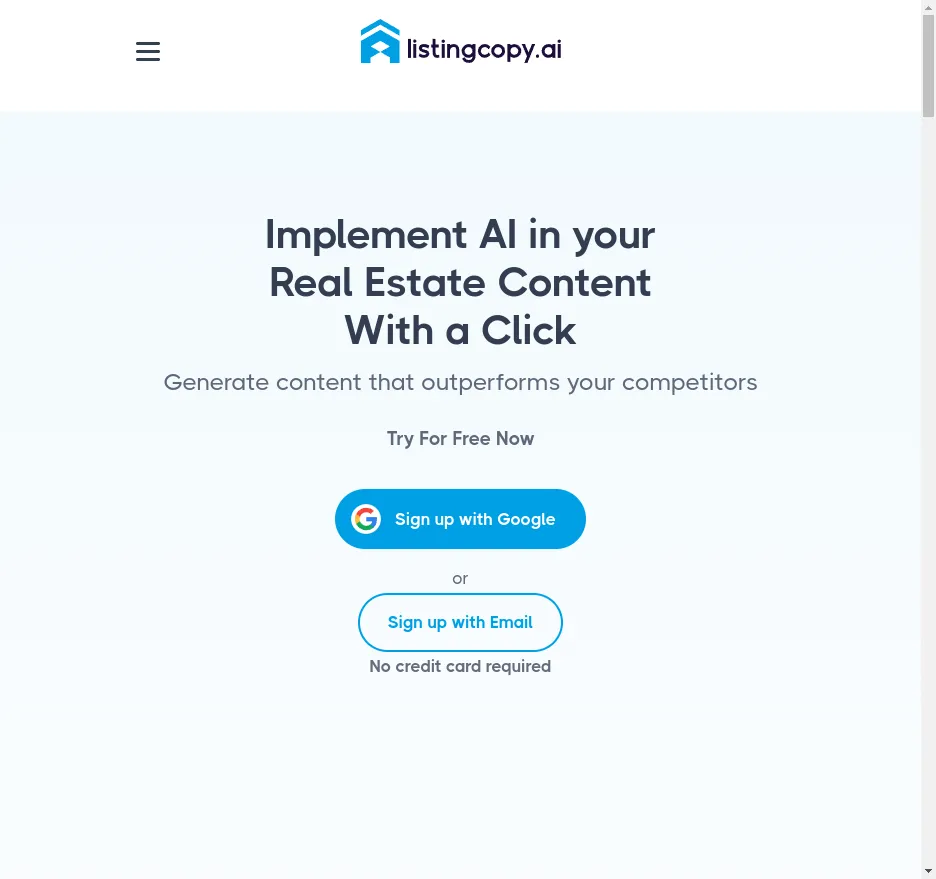 listingcopy.ai
Implement AI in your
Real Estate Content
With a Click
Generate content that outperforms your competitors
Try For Free Now
Sign up with Google
or
Sign up with Email
No credit card required